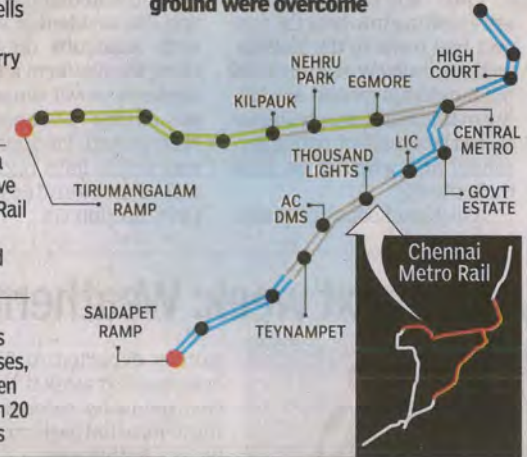 ells
ground were overcome
rry
a
ve
Rail
d
s
ses,
en
n 20
s
HIGH
COURT
NEHRU
PARK
EGMORE
KILPAUK
CENTRAL
METRO
LIC
THOUSAND
LIGHTS
GOVT
ESTATE
TIRUMANGALAM
RAMP
AC
DMS
TEYNAMPET
SAIDAPET
RAMP
Chennai
Metro Rail